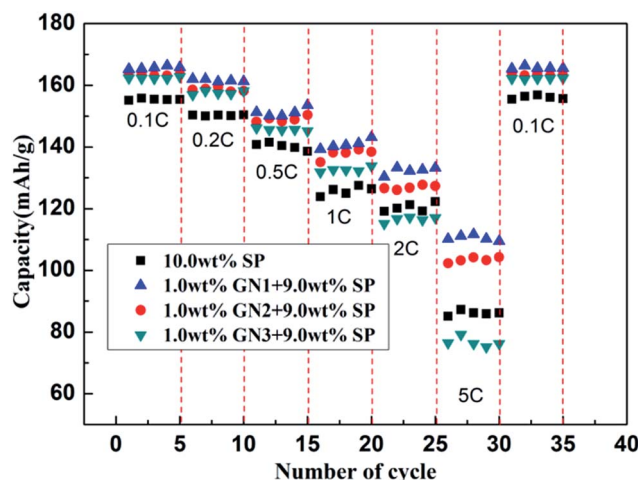 180
160
140
120
100
80
60
Capacity(mAh/g)
0.1C
0.2C
0.5C
1C
2C
5C
0.1C
10.0wt% SP
1.0wt% GN1+9.0wt% SP
1.0wt% GN2+9.0wt% SP
1.0wt% GN3+9.0wt% SP
0 5 10 15 20 25 30 35 40
Number of cycle